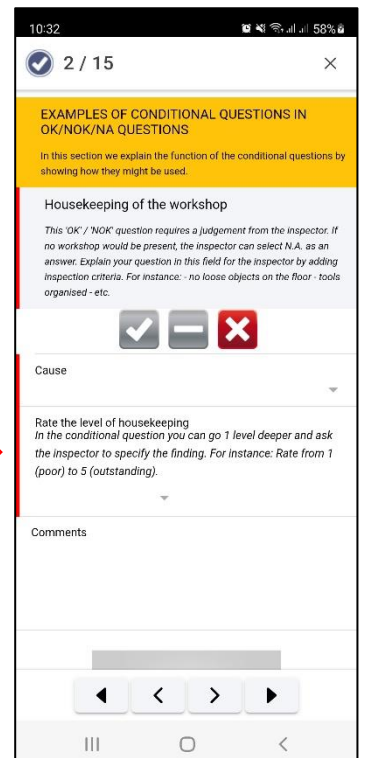 10:32
58%
2 / 15
EXAMPLES OF CONDITIONAL QUESTIONS IN
OK/NOK/NA QUESTIONS
In this section we explain the function of the conditional questions by
showing how they might be used.
Housekeeping of the workshop
This 'OK' / 'NOK' question requires a judgement from the inspector. If
no workshop would be present, the inspector can select N.A. as an
answer. Explain your question in this field for the inspector by adding
inspection criteria. For instance: - no loose objects on the floor - tools
organised - etc.
Cause
Rate the level of housekeeping
In the conditional question you can go 1 level deeper and ask
the inspector to specify the finding. For instance: Rate from 1
(poor) to 5 (outstanding).
Comments